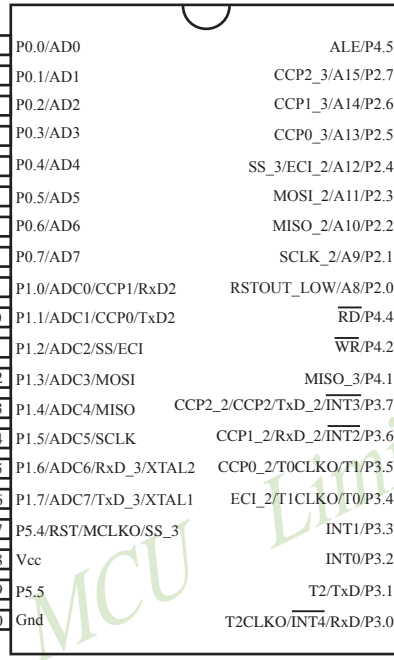 P0.0/AD0 ALE/P4.5
P0.1/AD1 CCP2_3/A15/P2.7
P0.2/AD2 CCP1_3/A14/P2.6
P0.3/AD3 CCP0_3/A13/P2.5
P0.4/AD4 SS_3/ECI_2/A12/P2.4
P0.5/AD5 MOSI_2/A11/P2.3
P0.6/AD6 MISO_2/A10/P2.2
P0.7/AD7 SCLK_2/A9/P2.1
P1.0/ADC0/CCP1/RxD2 RSTOUT_LOW/A8/P2.0
P1.1/ADC1/CCP0/TxD2 RD/P4.4
P1.2/ADC2/SS/ECI WR/P4.2
P1.3/ADC3/MOSI MISO_3/P4.1
P1.4/ADC4/MISO CCP2_2/CCP2/TxD_2/INT3/P3.7
P1.5/ADC5/SCLK CCP1_2/RxD_2/INT2/P3.6
P1.6/ADC6/RxD_3/XTAL2 CCP0_2/T0CLKO/T1/P3.5
P1.7/ADC7/TxD_3/XTAL1 ECI_2/T1CLKO/T0/P3.4
P5.4/RST/MCLKO/SS_3 INT1/P3.3
Vcc INT0/P3.2
P5.5 T2/TxD/P3.1
Gnd T2CLKO/INT4/RxD/P3.0
MCU